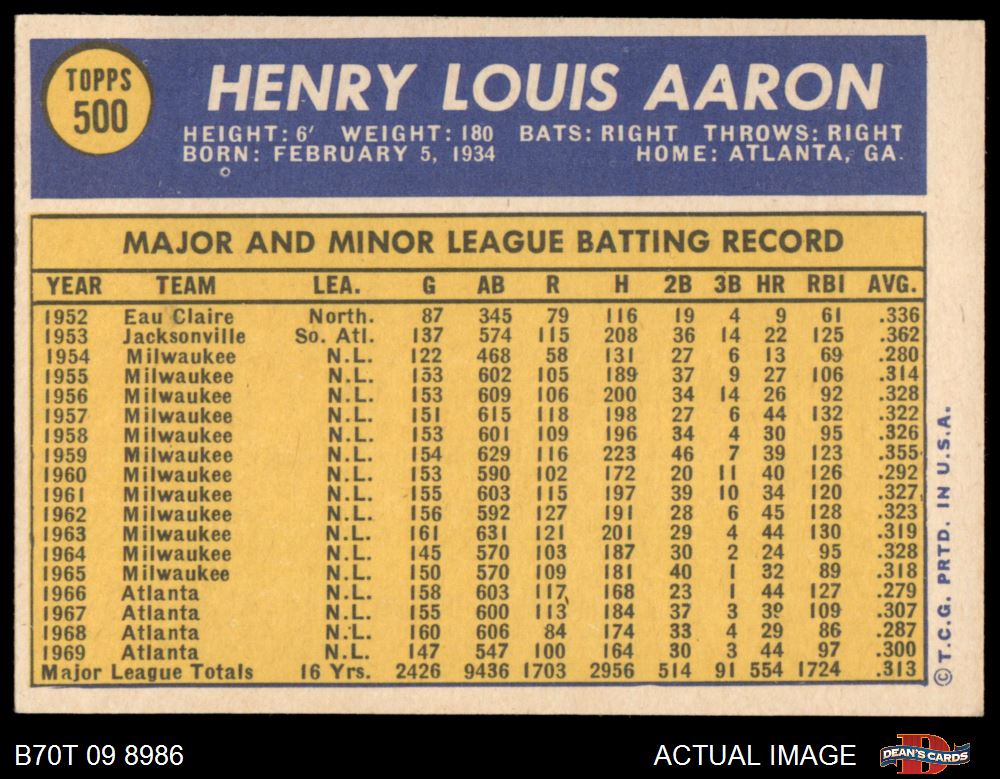 TOPPS
500
HENRY LOUIS AARON
HEIGHT: 6' WEIGHT: 180 BATS: RIGHT THROWS: RIGHT
BORN: FEBRUARY 5, 1934 HOME: ATLANTA, GA.
MAJOR AND MINOR LEAGUE BATTING RECORD
YEAR TEAM LEA. G AB R H 2B 3B HR RBI AVG.
1952 Eau Claire North. 87 345 79 116 19 4 9 61 .336
1953 Jacksonville So. Atl. 137 574 115 208 36 14 22 125 .362
1954 Milwaukee N.L. 122 468 58 131 27 6 13 69 .280
1955 Milwaukee N.L. 153 602 105 189 37 9 27 106 .314
1956 Milwaukee N.L. 153 609 106 200 34 14 26 92 .328
1957 Milwaukee N.L. 151 615 118 198 27 6 44 132 .322
1958 Milwaukee N.L. 153 601 109 196 34 4 30 95 .326
1959 Milwaukee N.L. 154 629 116 223 46 7 39 123 .355
1960 Milwaukee N.L. 153 590 102 172 20 11 40 126 .292
1961 Milwaukee N.L. 155 603 115 197 39 10 34 120 .327
1962 Milwaukee N.L. 156 592 127 191 28 6 45 128 .323
1963 Milwaukee N.L. 161 631 121 201 29 4 44 130 .319
1964 Milwaukee N.L. 145 570 103 187 30 2 24 95 .328
1965 Milwaukee N.L. 150 570 109 181 40 1 32 89 .318
1966 Atlanta N.L. 158 603 117 168 23 1 44 127 .279
1967 Atlanta N.L. 155 600 113 184 37 3 39 109 .307
1968 Atlanta N.L. 160 606 84 174 33 4 29 86 .287
1969 Atlanta N.L. 147 547 100 164 30 3 44 97 .300
Major League Totals 16 Yrs. 2426 9436 1703 2956 514 91 554 1724 .313
© T.C.G. PRTD. IN U.S.A.
B70T 09 8986 ACTUAL IMAGE
DEAN'S CARDS